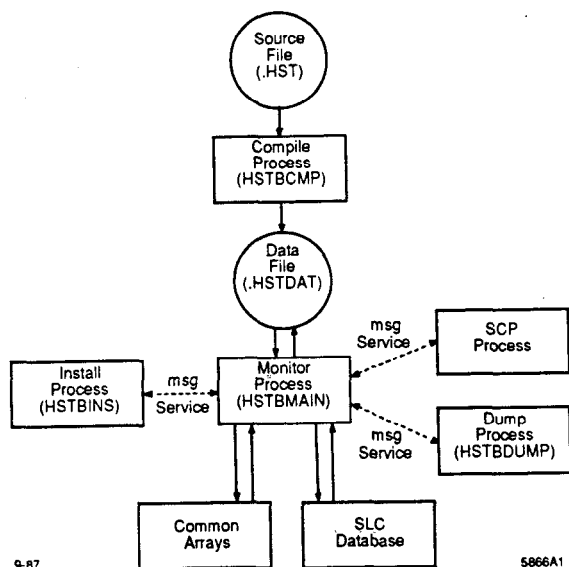 Source
File
(.HST)
Compile
Process
(HSTBCMP)
Data
File
(.HSTDAT)
msg
Service
SCP
Process
Install
Process
(HSTBINS)
msg
Service
Monitor
Process
(HSTBMAIN)
msg
Service
Dump
Process
(HSTBDUMP)
Common
Arrays
SLC
Database
9-87
5866A1